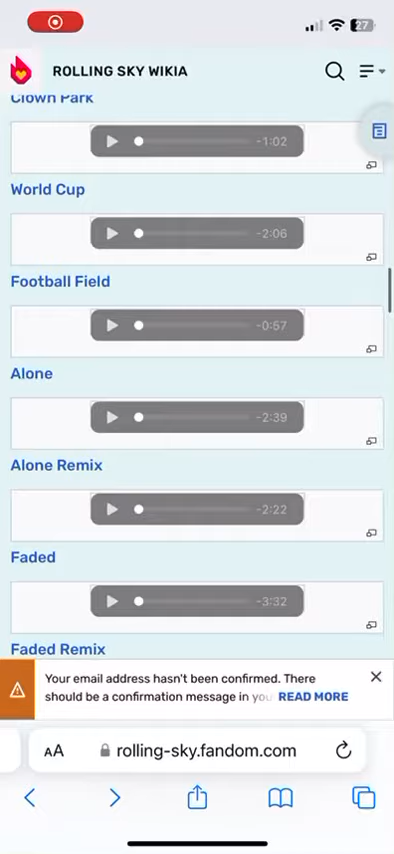 27
ROLLING SKY WIKIA
Clown Park
-1:02
World Cup
-2:06
Football Field
-0:57
Alone
-2:39
Alone Remix
-2:22
Faded
-3:32
Faded Remix
Your email address hasn't been confirmed. There
should be a confirmation message in you READ MORE
AA rolling-sky.fandom.com